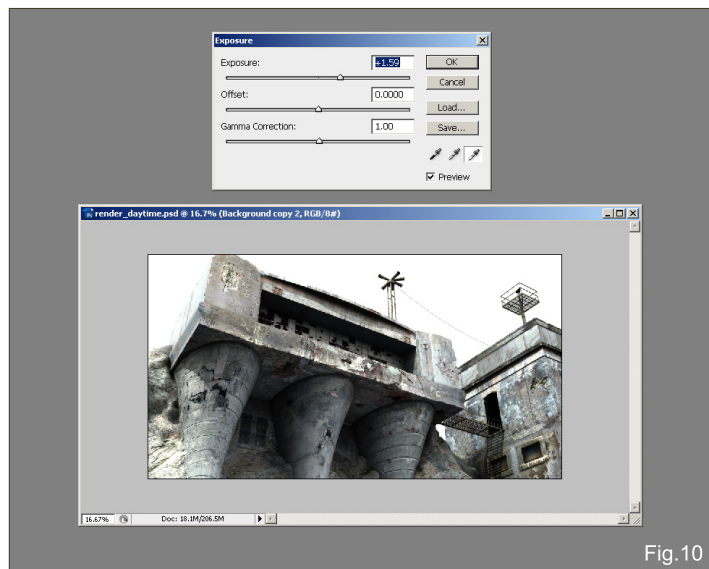 Exposure
Exposure: +1.59 OK
Cancel
Offset: 0.0000
Load...
Gamma Correction: 1.00 Save...
Preview
render_daytime.psd @ 16.7% (Background copy 2, RGB/8#)
16.67% Doc: 18.1M/206.5M
Fig.10